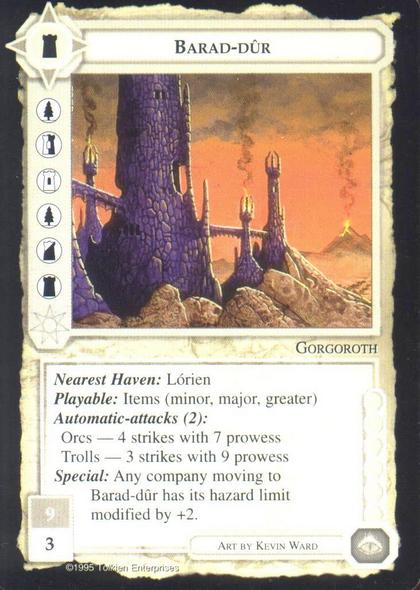 BARAD-DÛR
GORGOROTH
Nearest Haven: Lórien
Playable: Items (minor, major, greater)
Automatic-attacks (2):
Orcs — 4 strikes with 7 prowess
Trolls — 3 strikes with 9 prowess
Special: Any company moving to
Barad-dûr has its hazard limit
modified by +2.
9
3
ART BY KEVIN WARD
©1995 Tolkien Enterprises